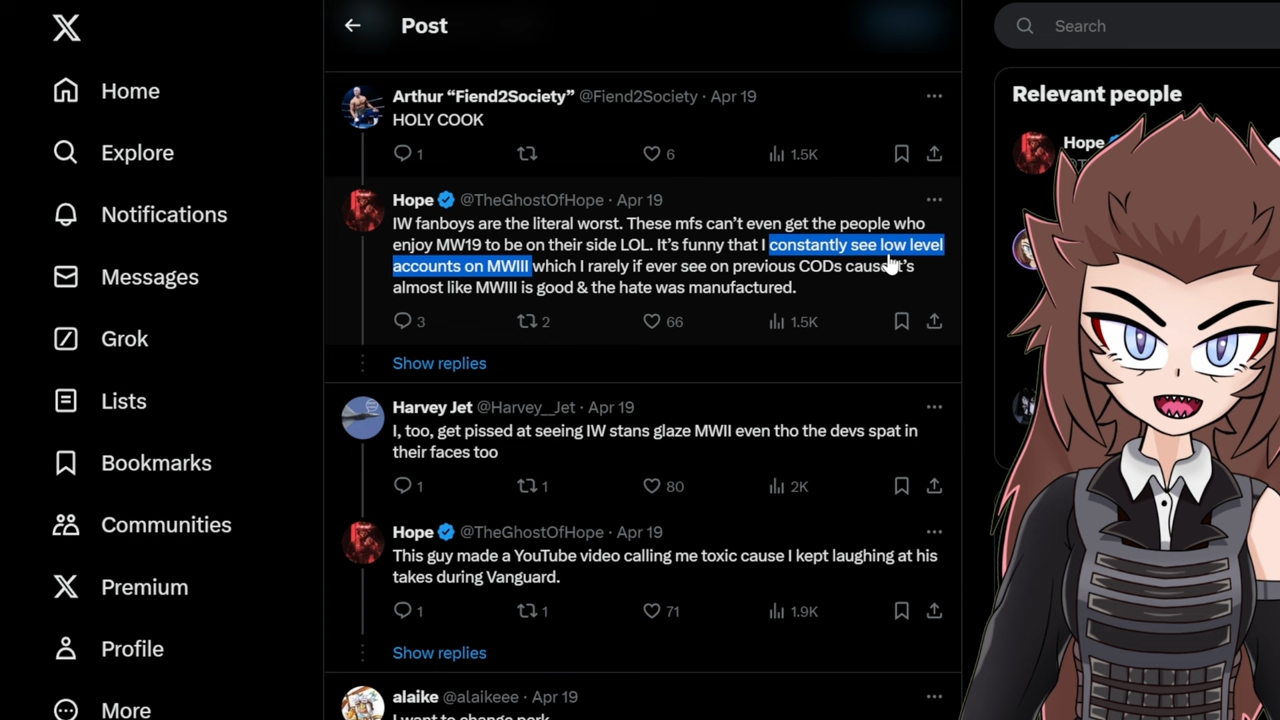 Post
Search
Home
Explore
Notifications
Messages
Grok
Lists
Bookmarks
Communities
Premium
Profile
More
Arthur “Fiend2Society” @Fiend2Society · Apr 19
HOLY COOK
1 6 1.5K
Hope @TheGhostOfHope · Apr 19
IW fanboys are the literal worst. These mfs can’t even get the people who
enjoy MW19 to be on their side LOL. It’s funny that I constantly see low level
accounts on MWIII which I rarely if ever see on previous CODs cause it’s
almost like MWIII is good & the hate was manufactured.
3 2 66 1.5K
Show replies
Harvey Jet @Harvey__Jet · Apr 19
I, too, get pissed at seeing IW stans glaze MWII even tho the devs spat in
their faces too
1 1 80 2K
Hope @TheGhostOfHope · Apr 19
This guy made a YouTube video calling me toxic cause I kept laughing at his
takes during Vanguard.
1 1 71 1.9K
Show replies
alaike @alaikeee · Apr 19
I want to change perk
Relevant people
Hope